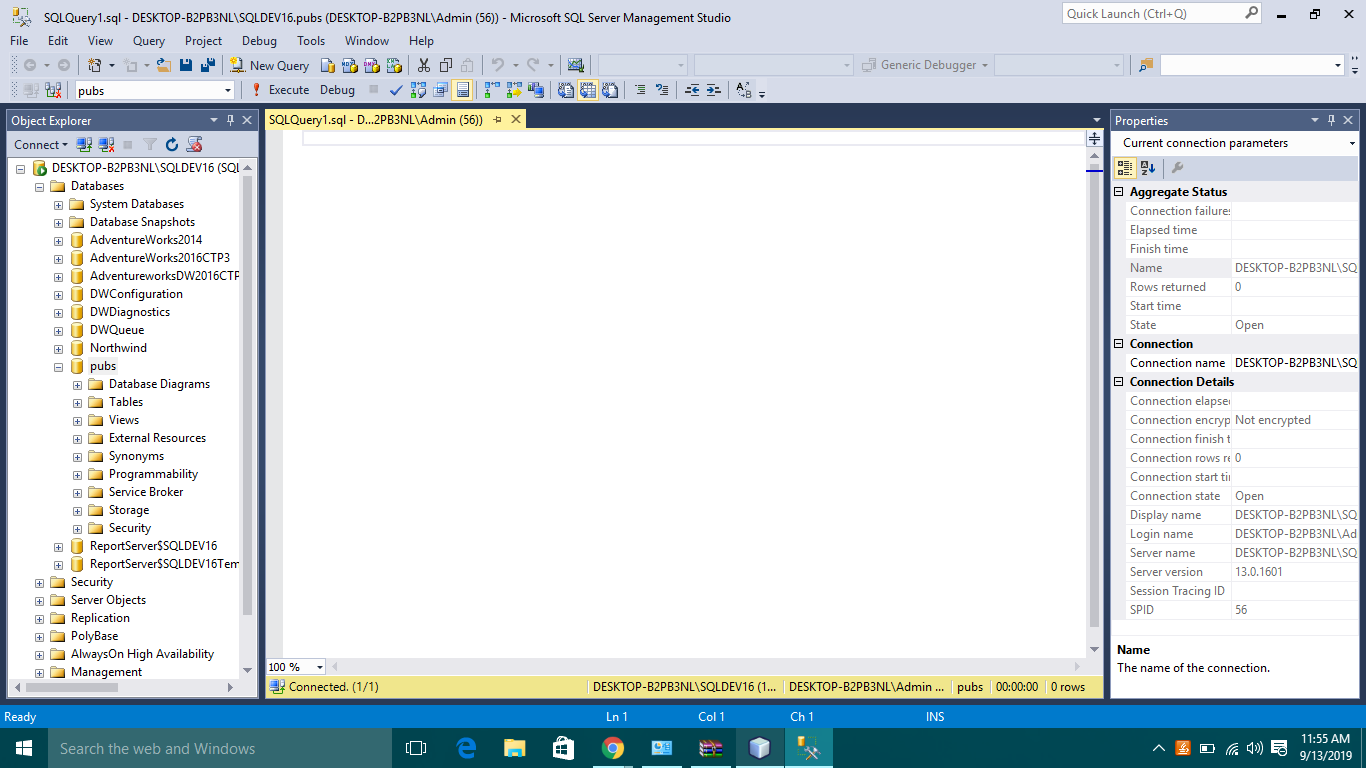 SQLQuery1.sql - DESKTOP-B2PB3NL\SQLDEV16.pubs (DESKTOP-B2PB3NL\Admin (56)) - Microsoft SQL Server Management Studio
Quick Launch (Ctrl+Q)
File Edit View Query Project Debug Tools Window Help
New Query
Generic Debugger
pubs
Execute Debug
Object Explorer
Connect
DESKTOP-B2PB3NL\SQLDEV16 (SQL
Databases
System Databases
Database Snapshots
AdventureWorks2014
AdventureWorks2016CTP3
AdventureworksDW2016CTP
DWConfiguration
DWDiagnostics
DWQueue
Northwind
pubs
Database Diagrams
Tables
Views
External Resources
Synonyms
Programmability
Service Broker
Storage
Security
ReportServer$SQLDEV16
ReportServer$SQLDEV16Tem
Security
Server Objects
Replication
PolyBase
AlwaysOn High Availability
Management
SQLQuery1.sql - D...2PB3NL\Admin (56))
100 %
Connected. (1/1)
DESKTOP-B2PB3NL\SQLDEV16 (1... DESKTOP-B2PB3NL\Admin ... pubs 00:00:00 0 rows
Properties
Current connection parameters
Aggregate Status
Connection failures
Elapsed time
Finish time
Name DESKTOP-B2PB3NL\SQ
Rows returned 0
Start time
State Open
Connection
Connection name DESKTOP-B2PB3NL\SQ
Connection Details
Connection elapsed
Connection encryp Not encrypted
Connection finish t
Connection rows re 0
Connection start tir
Connection state Open
Display name DESKTOP-B2PB3NL\SQ
Login name DESKTOP-B2PB3NL\Ad
Server name DESKTOP-B2PB3NL\SQ
Server version 13.0.1601
Session Tracing ID
SPID 56
Name
The name of the connection.
Ready Ln 1 Col 1 Ch 1 INS
Search the web and Windows
11:55 AM
9/13/2019